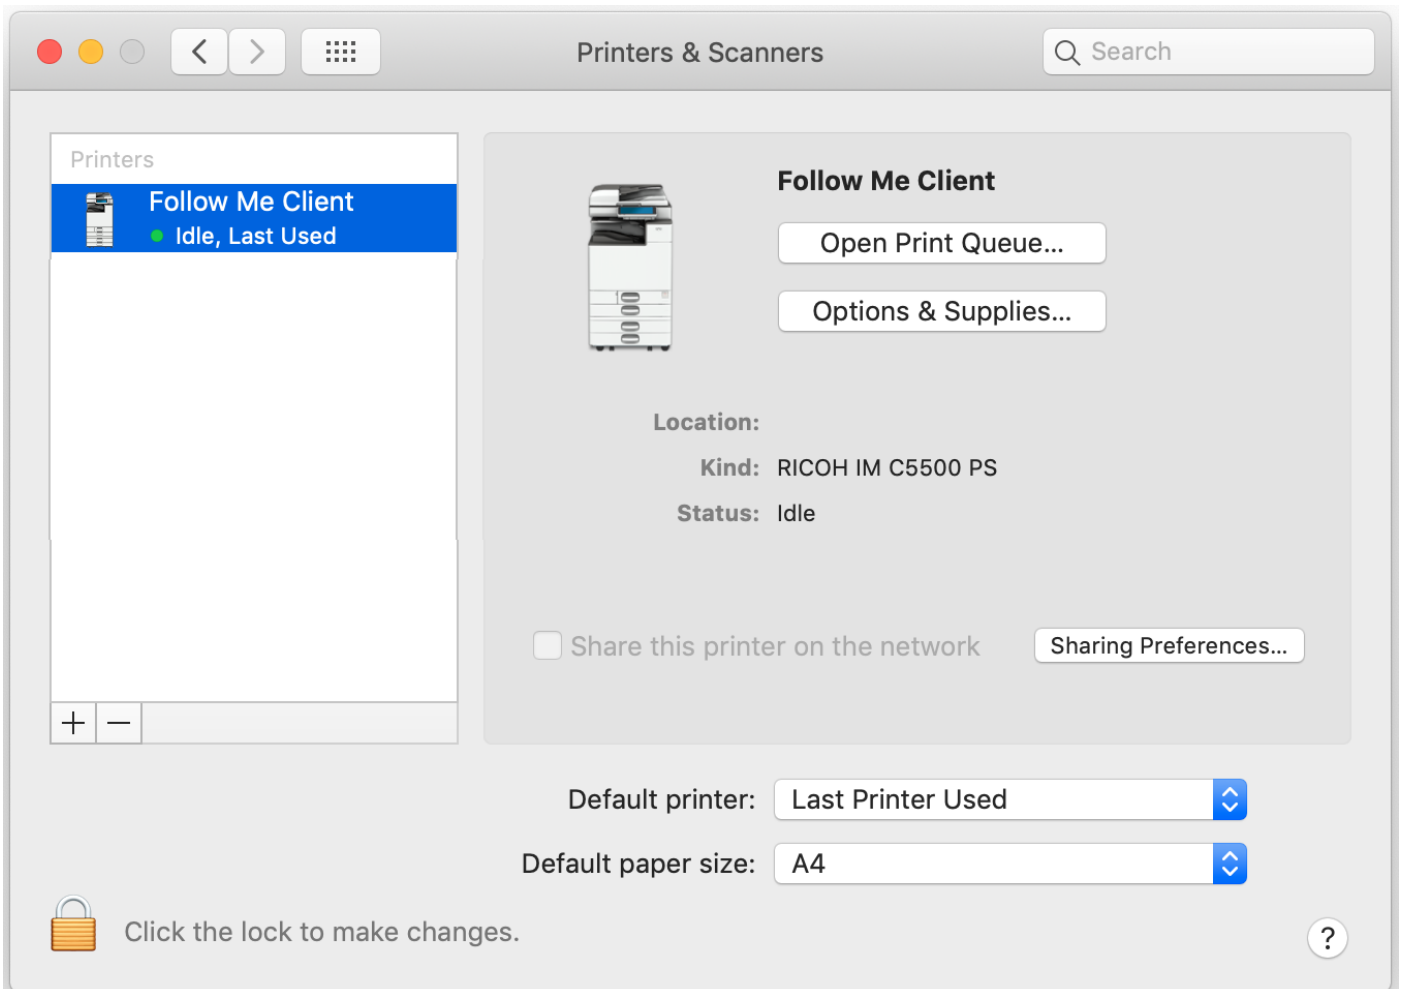 Printers & Scanners
Search
Printers
Follow Me Client
Idle, Last Used
Follow Me Client
Open Print Queue...
Options & Supplies...
Location:
Kind: RICOH IM C5500 PS
Status: Idle
Share this printer on the network
Sharing Preferences...
Default printer: Last Printer Used
Default paper size: A4
Click the lock to make changes.
?